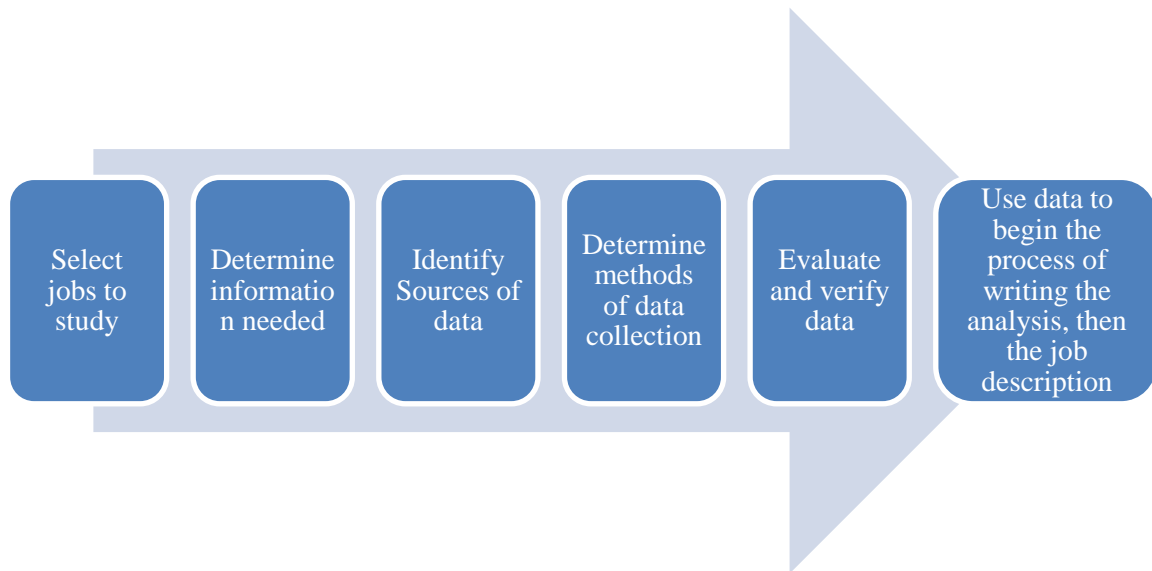 Select
jobs to
study
Determine
informatio
n needed
Identify
Sources of
data
Determine
methods
of data
collection
Evaluate
and verify
data
Use data to
begin the
process of
writing the
analysis, then
the job
description